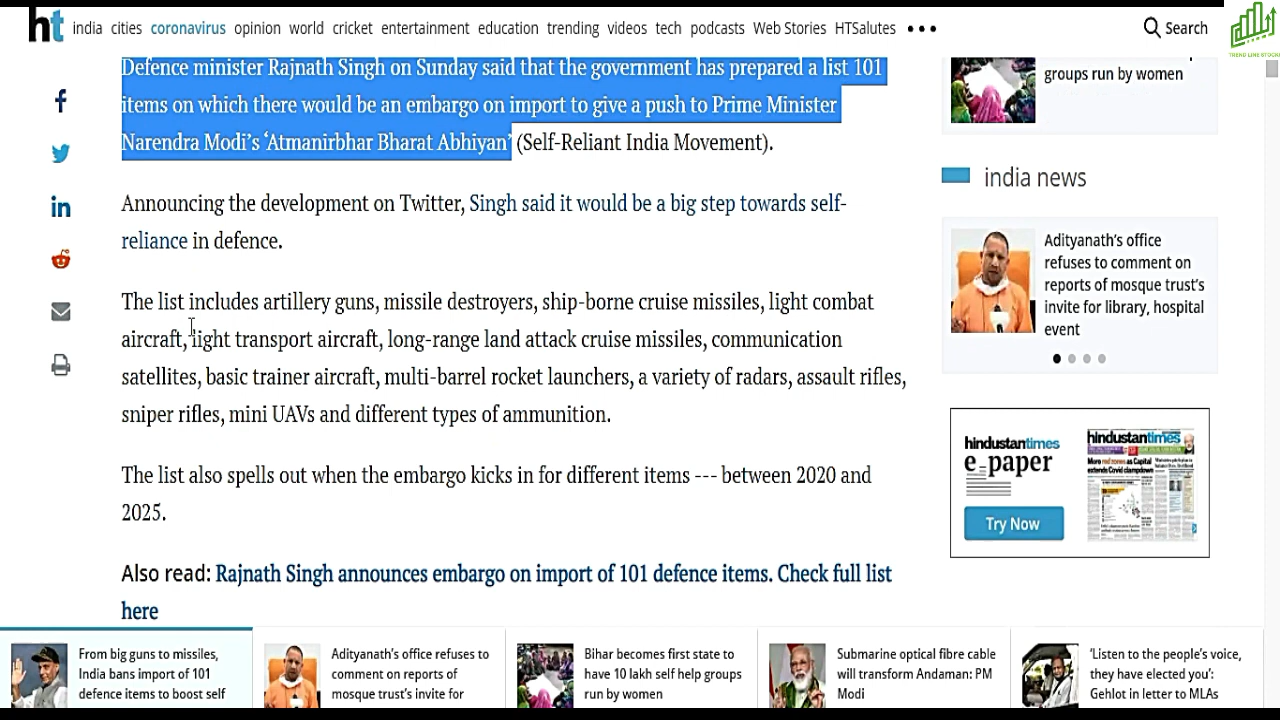 ht india cities coronavirus opinion world cricket entertainment education trending videos tech podcasts Web Stories HTSalutes ••• Search
TREND LINE STOCKS
Defence minister Rajnath Singh on Sunday said that the government has prepared a list 101
items on which there would be an embargo on import to give a push to Prime Minister
Narendra Modi's 'Atmanirbhar Bharat Abhiyan' (Self-Reliant India Movement).
Announcing the development on Twitter, Singh said it would be a big step towards self-
reliance in defence.
The list includes artillery guns, missile destroyers, ship-borne cruise missiles, light combat
aircraft, light transport aircraft, long-range land attack cruise missiles, communication
satellites, basic trainer aircraft, multi-barrel rocket launchers, a variety of radars, assault rifles,
sniper rifles, mini UAVs and different types of ammunition.
The list also spells out when the embargo kicks in for different items --- between 2020 and
2025.
Also read: Rajnath Singh announces embargo on import of 101 defence items. Check full list
here
groups run by women
india news
Adityanath's office
refuses to comment on
reports of mosque trust's
invite for library, hospital
event
hindustantimes
e-paper
Try Now
hindustantimes
More red zones as Capital
extends Covid clampdown
From big guns to missiles,
India bans import of 101
defence items to boost self
Adityanath's office refuses to
comment on reports of
mosque trust's invite for
Bihar becomes first state to
have 10 lakh self help groups
run by women
Submarine optical fibre cable
will transform Andaman: PM
Modi
'Listen to the people's voice,
they have elected you':
Gehlot in letter to MLAs